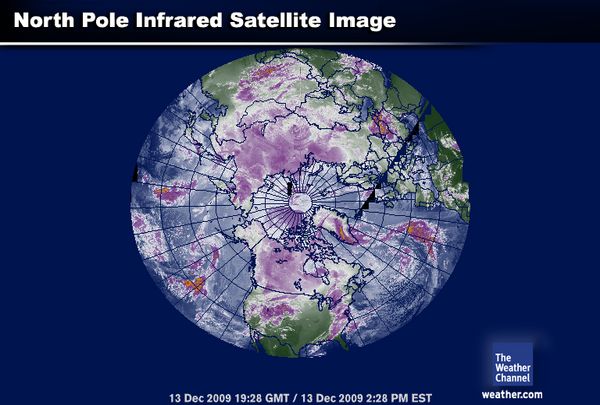 North Pole Infrared Satellite Image
The
Weather
Channel
weather.com
13 Dec 2009 19:28 GMT / 13 Dec 2009 2:28 PM EST